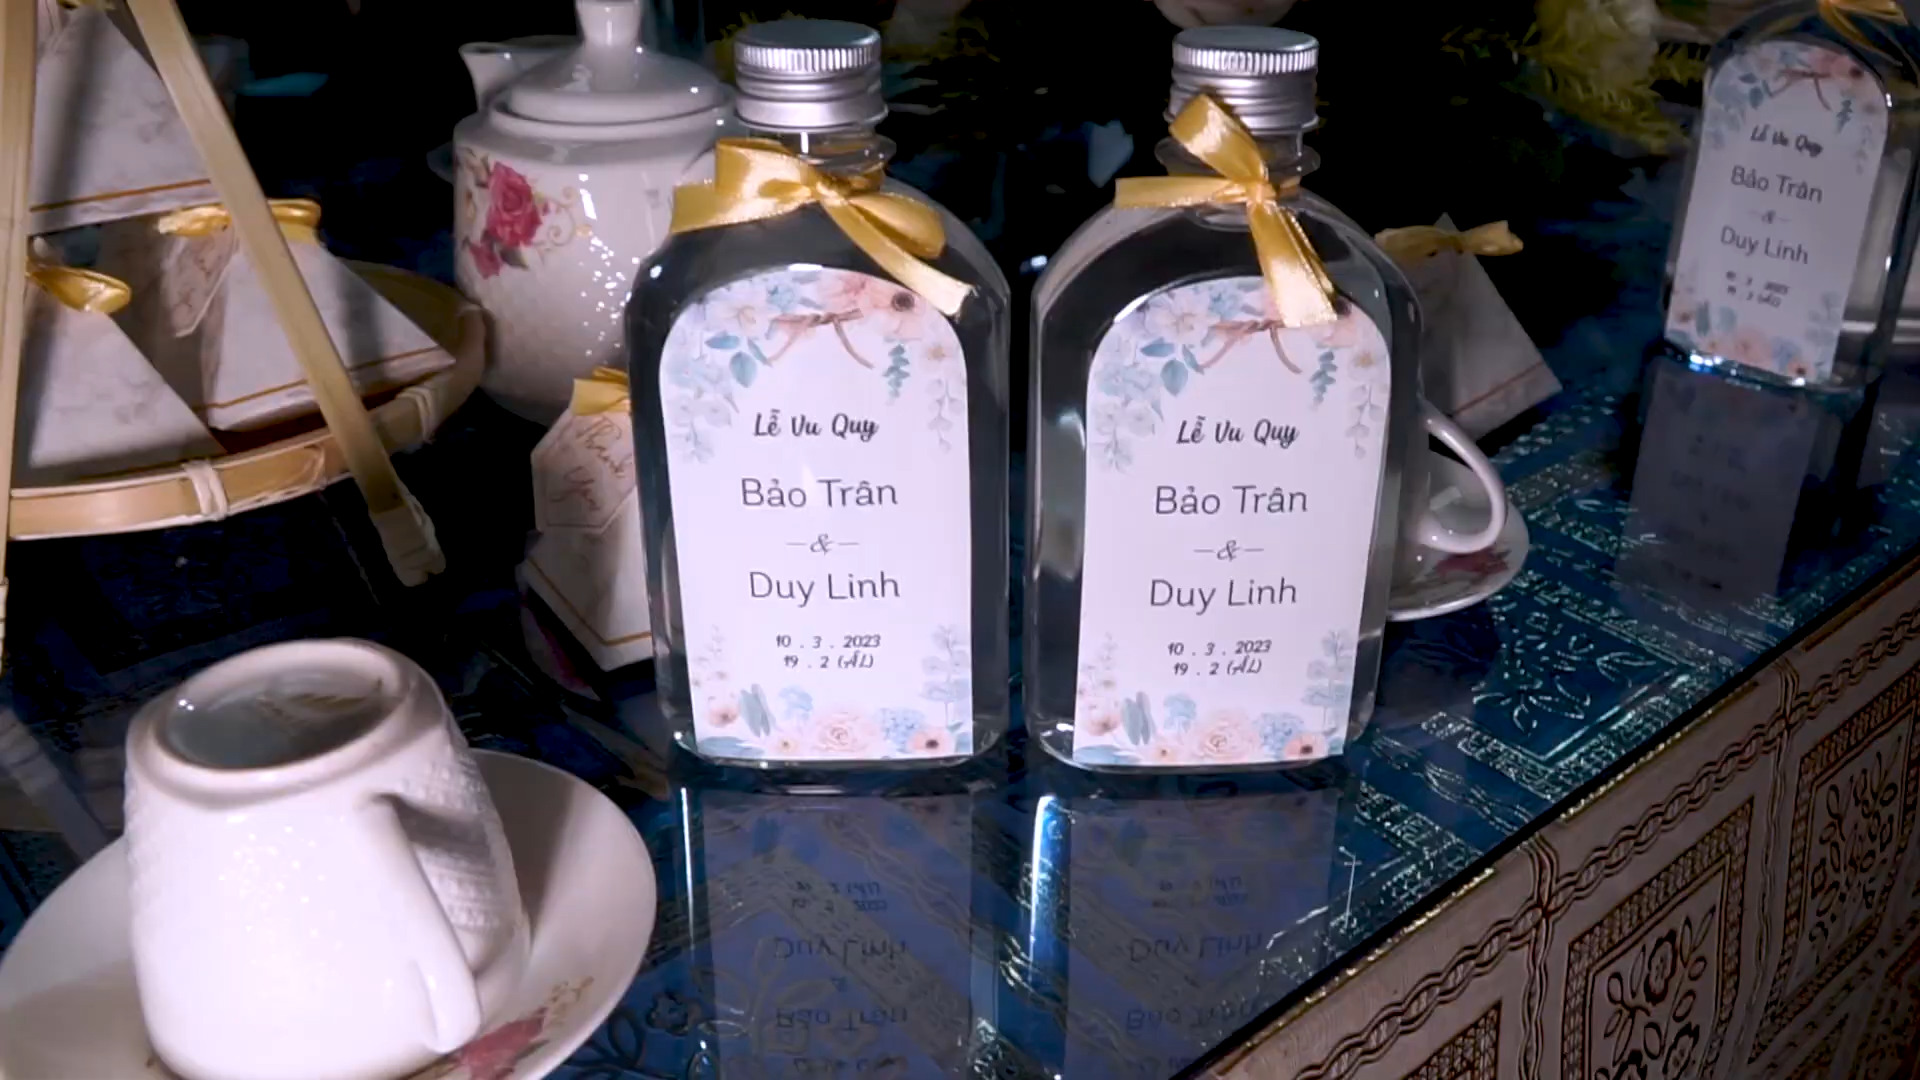 Lễ Vu Quy
Bảo Trân
&
Duy Linh
10 . 3 . 2023
19 . 2 (ÂL)
Lễ Vu Quy
Bảo Trân
&
Duy Linh
10 . 3 . 2023
19 . 2 (ÂL)
Lễ Vu Quy
Bảo Trân
&
Duy Linh